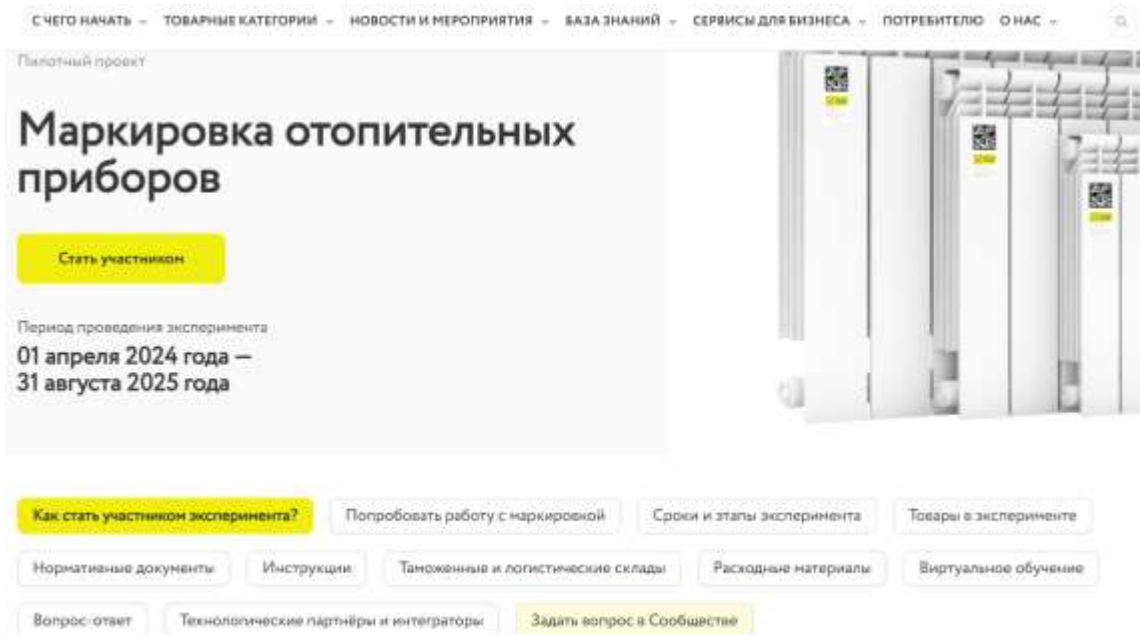 С ЧЕГО НАЧАТЬ ТОВАРНЫЕ КАТЕГОРИИ НОВОСТИ И МЕРОПРИЯТИЯ БАЗА ЗНАНИЙ СЕРВИСЫ ДЛЯ БИЗНЕСА ПОТРЕБИТЕЛЮ О НАС
Пилотный проект
Маркировка отопительных
приборов
Стать участником
Период проведения эксперимента
01 апреля 2024 года —
31 августа 2025 года
Как стать участником эксперимента? Попробовать работу с маркировкой Сроки и этапы эксперимента Товары в эксперименте
Нормативные документы Инструкции Таможенные и логистические склады Расходные материалы Виртуальное обучение
Вопрос-ответ Технологические партнёры и интеграторы Задать вопрос в Сообществе